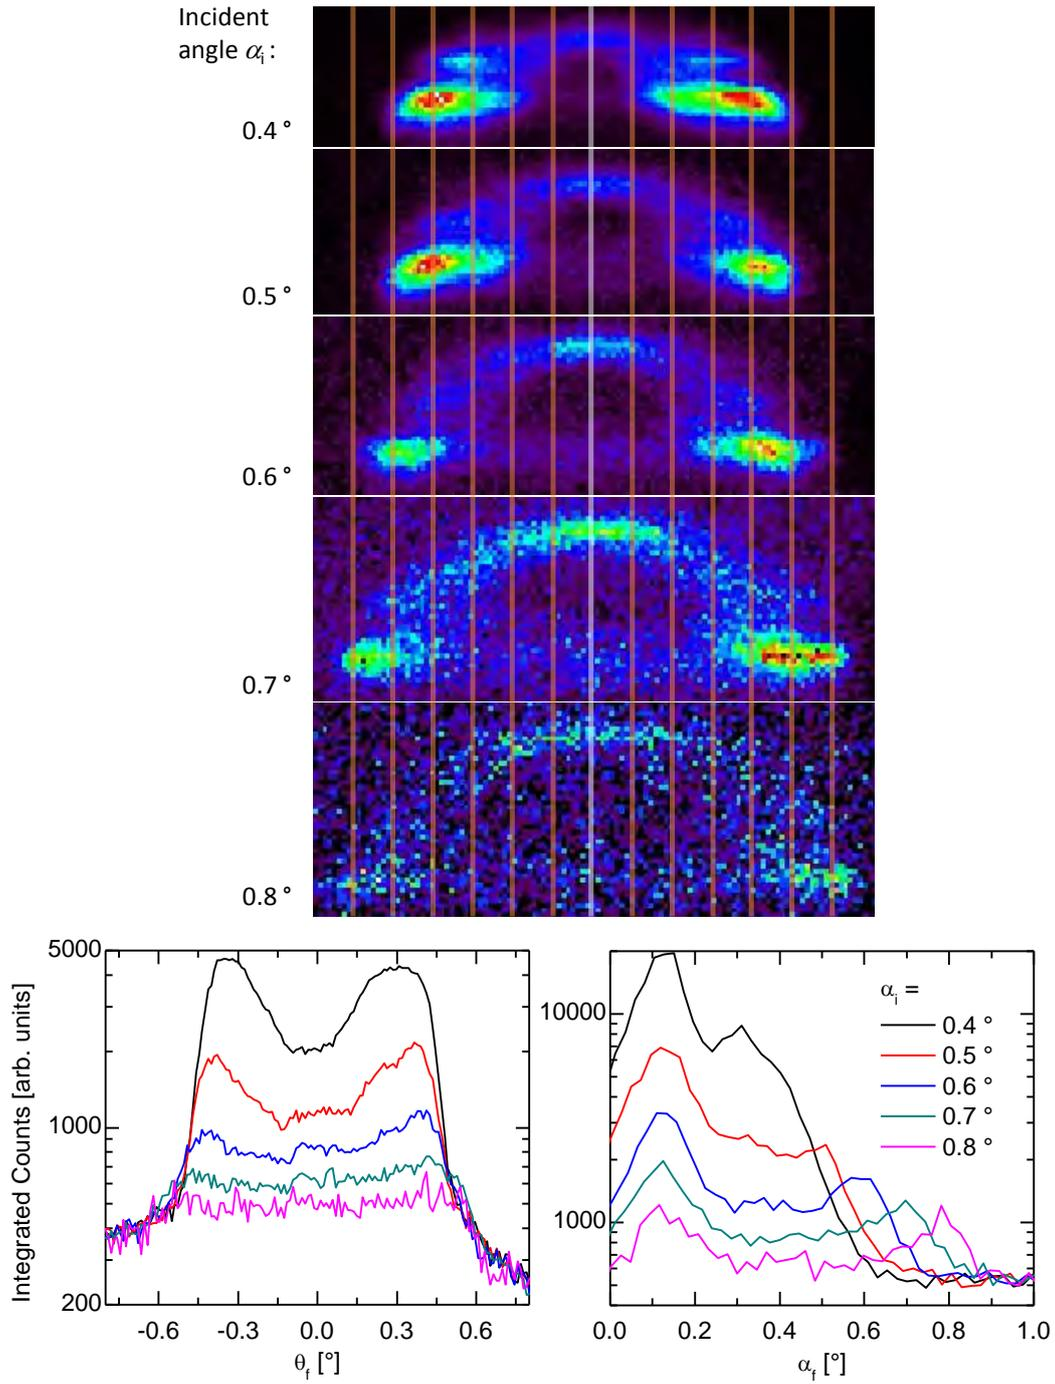 Incident
angle αi :
0.4 °
0.5 °
0.6 °
0.7 °
0.8 °
5000
1000
200
Integrated Counts [arb. units]
-0.6 -0.3 0.0 0.3 0.6
θf [°]
10000
1000
αi =
0.4 °
0.5 °
0.6 °
0.7 °
0.8 °
0.0 0.2 0.4 0.6 0.8 1.0
αf [°]